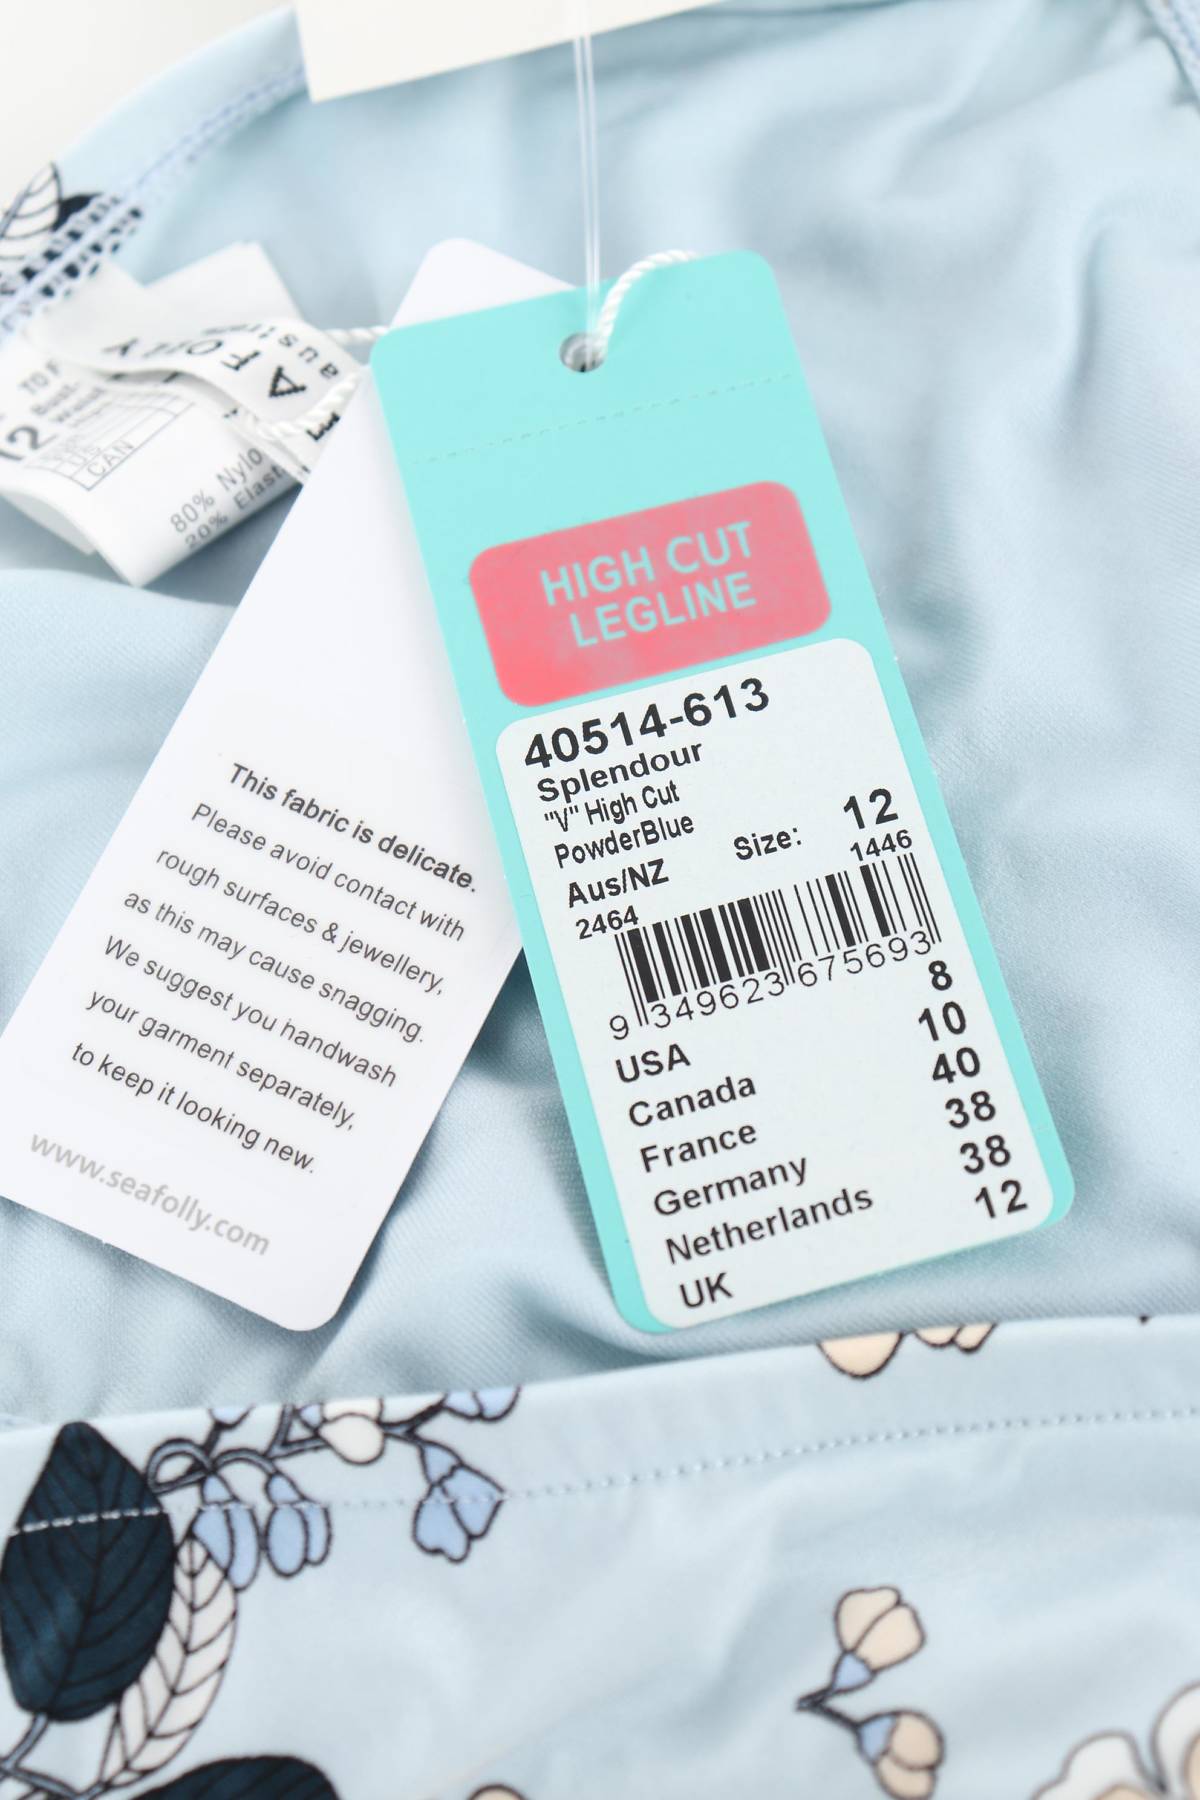 HIGH CUT
LEGLINE
40514-613
Splendour
"V" High Cut
PowderBlue
Aus/NZ Size: 12
2464 1446
9 349623 675693
USA 8
Canada 10
France 40
Germany 38
Netherlands 38
UK 12
This fabric is delicate.
Please avoid contact with
rough surfaces & jewellery,
as this may cause snagging.
We suggest you handwash
your garment separately,
to keep it looking new.
www.seafolly.com
12
US
CAN
80% Nylo
20% Elast